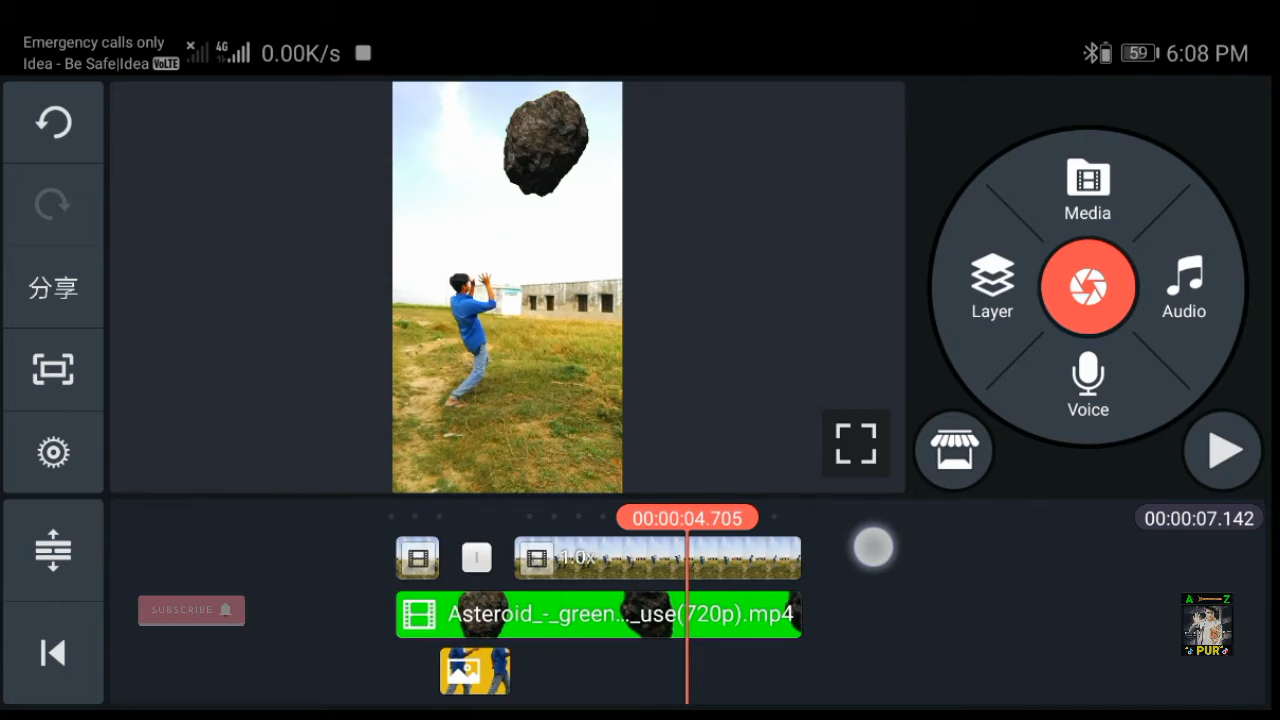 Emergency calls only
Idea - Be Safe|Idea VoLTE
4G
0.00K/s
59
6:08 PM
分享
Media
Layer
Audio
Voice
00:00:04.705
00:00:07.142
1.0x
Asteroid_-_green..._use(720p).mp4
SUBSCRIBE
A Z
PUR